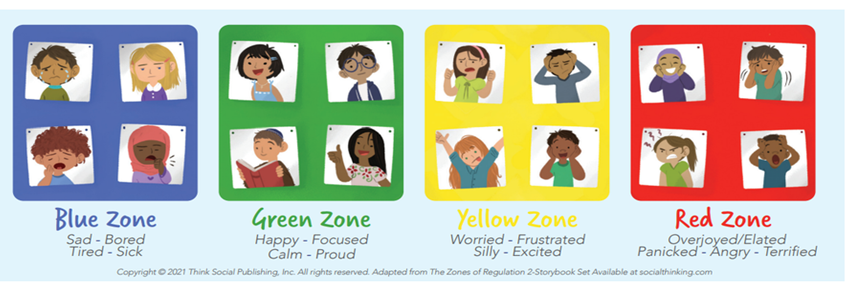 Blue Zone
Sad - Bored
Tired - Sick
Green Zone
Happy - Focused
Calm - Proud
Yellow Zone
Worried - Frustrated
Silly - Excited
Red Zone
Overjoyed/Elated
Panicked - Angry - Terrified
Copyright © 2021 Think Social Publishing, Inc. All rights reserved. Adapted from The Zones of Regulation 2-Storybook Set Available at socialthinking.com